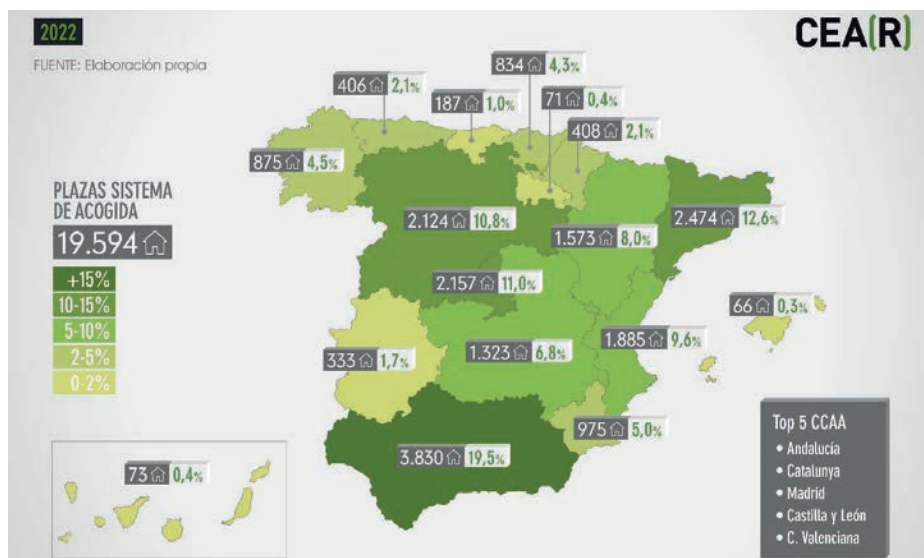 2022
CEA(R)
FUENTE: Elaboración propia
834 4,3%
406 2,1%
187 1,0%
71 0,4%
408 2,1%
875 4,5%
PLAZAS SISTEMA
DE ACOGIDA
19.594
+15%
10-15%
5-10%
2-5%
0-2%
2.124 10,8%
2.474 12,6%
1.573 8,0%
2.157 11,0%
66 0,3%
333 1,7%
1.323 6,8%
1.885 9,6%
975 5,0%
3.830 19,5%
73 0,4%
Top 5 CCAA
• Andalucía
• Catalunya
• Madrid
• Castilla y León
• C. Valenciana